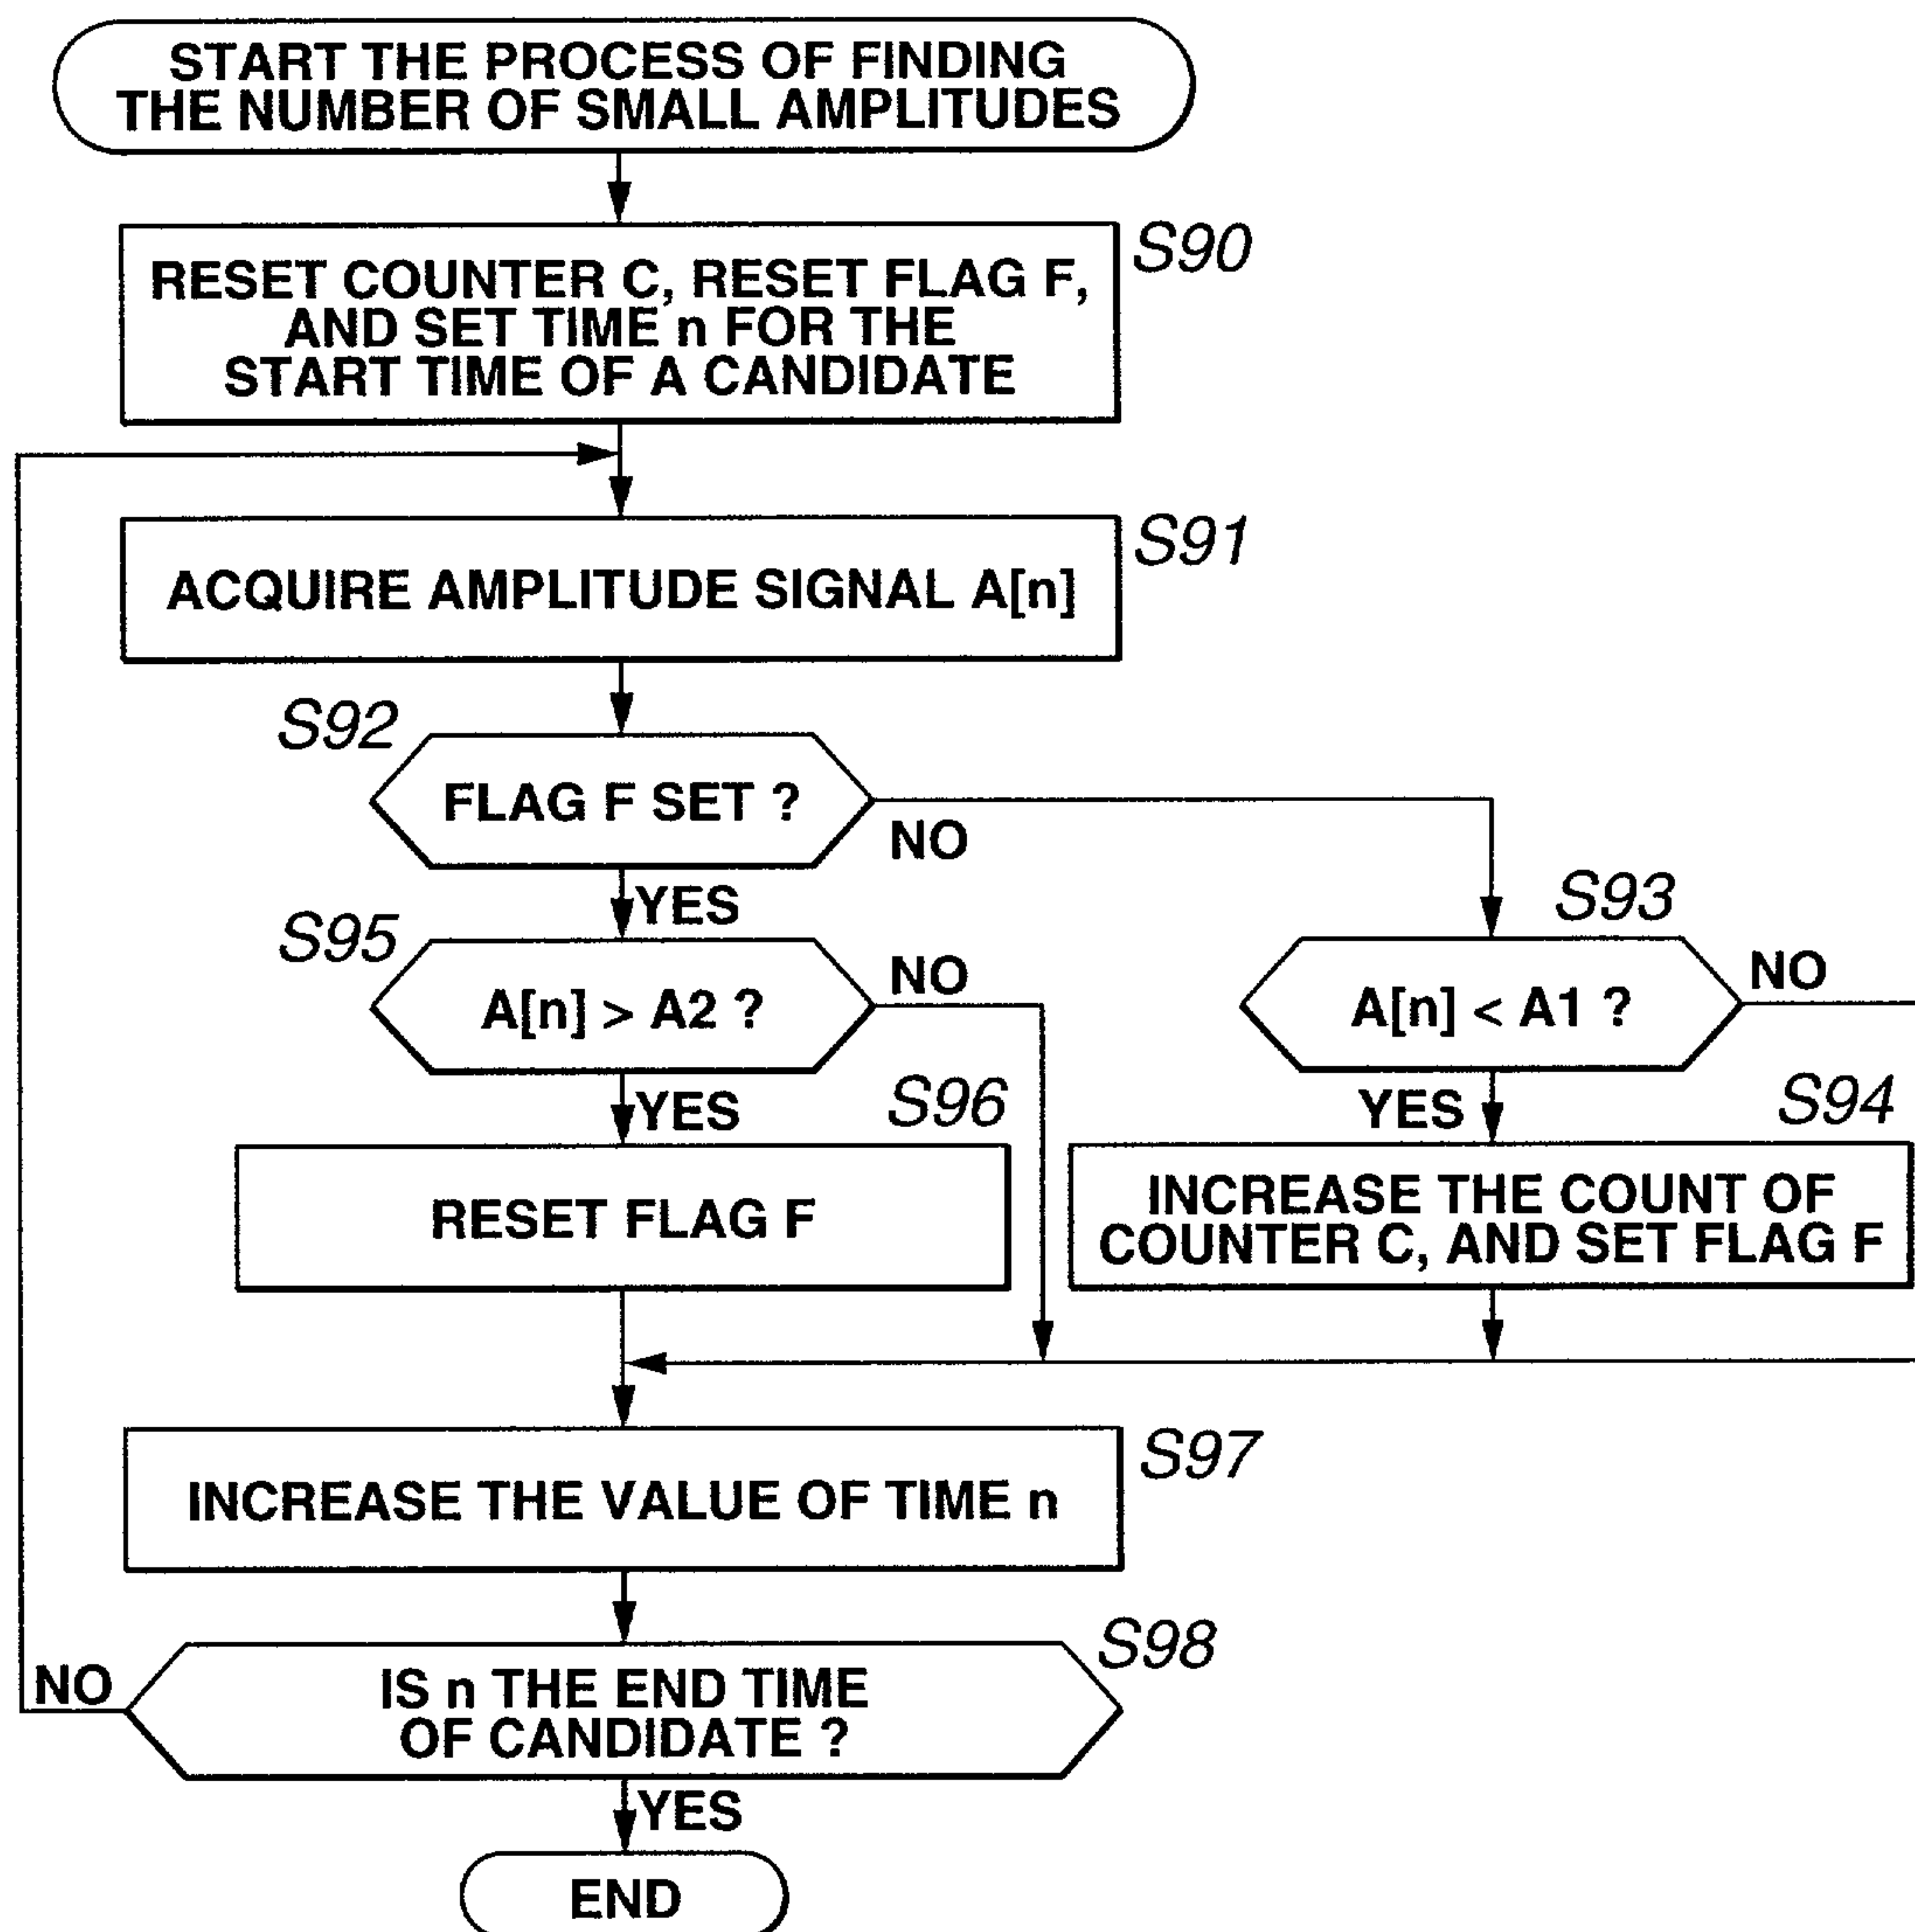 START THE PROCESS OF FINDING
THE NUMBER OF SMALL AMPLITUDES
S90
RESET COUNTER C, RESET FLAG F,
AND SET TIME n FOR THE
START TIME OF A CANDIDATE
S91
ACQUIRE AMPLITUDE SIGNAL A[n]
S92
FLAG F SET ?
NO
YES
S93
S95
A[n] > A2 ?
NO
A[n] < A1 ?
NO
YES
S96
YES
S94
RESET FLAG F
INCREASE THE COUNT OF
COUNTER C, AND SET FLAG F
S97
INCREASE THE VALUE OF TIME n
S98
IS n THE END TIME
OF CANDIDATE ?
NO
YES
END